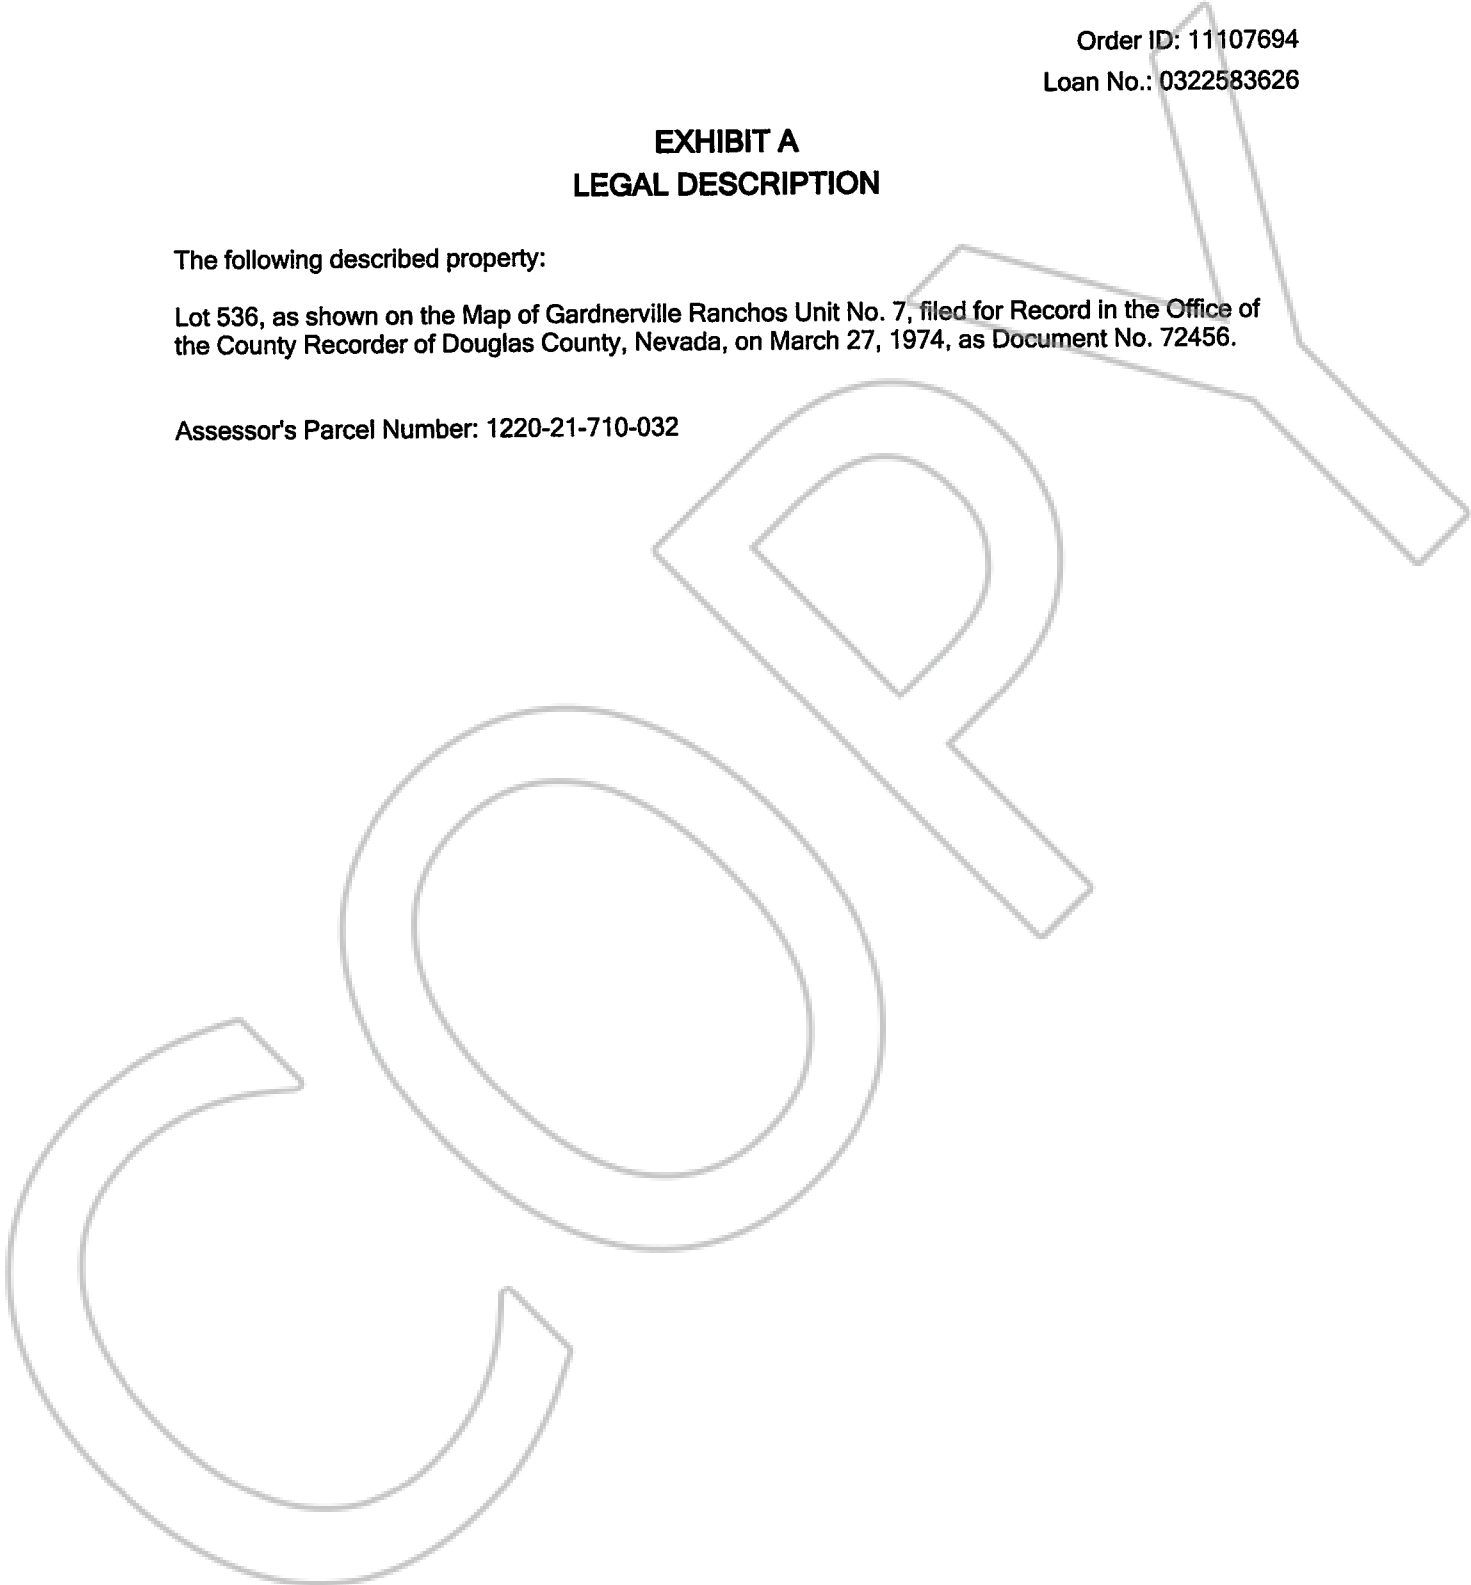 Order ID: 11107694
Loan No.: 0322583626
EXHIBIT A
LEGAL DESCRIPTION
The following described property:
Lot 536, as shown on the Map of Gardnerville Ranchos Unit No. 7, filed for Record in the Office of
the County Recorder of Douglas County, Nevada, on March 27, 1974, as Document No. 72456.
Assessor's Parcel Number: 1220-21-710-032
COPY